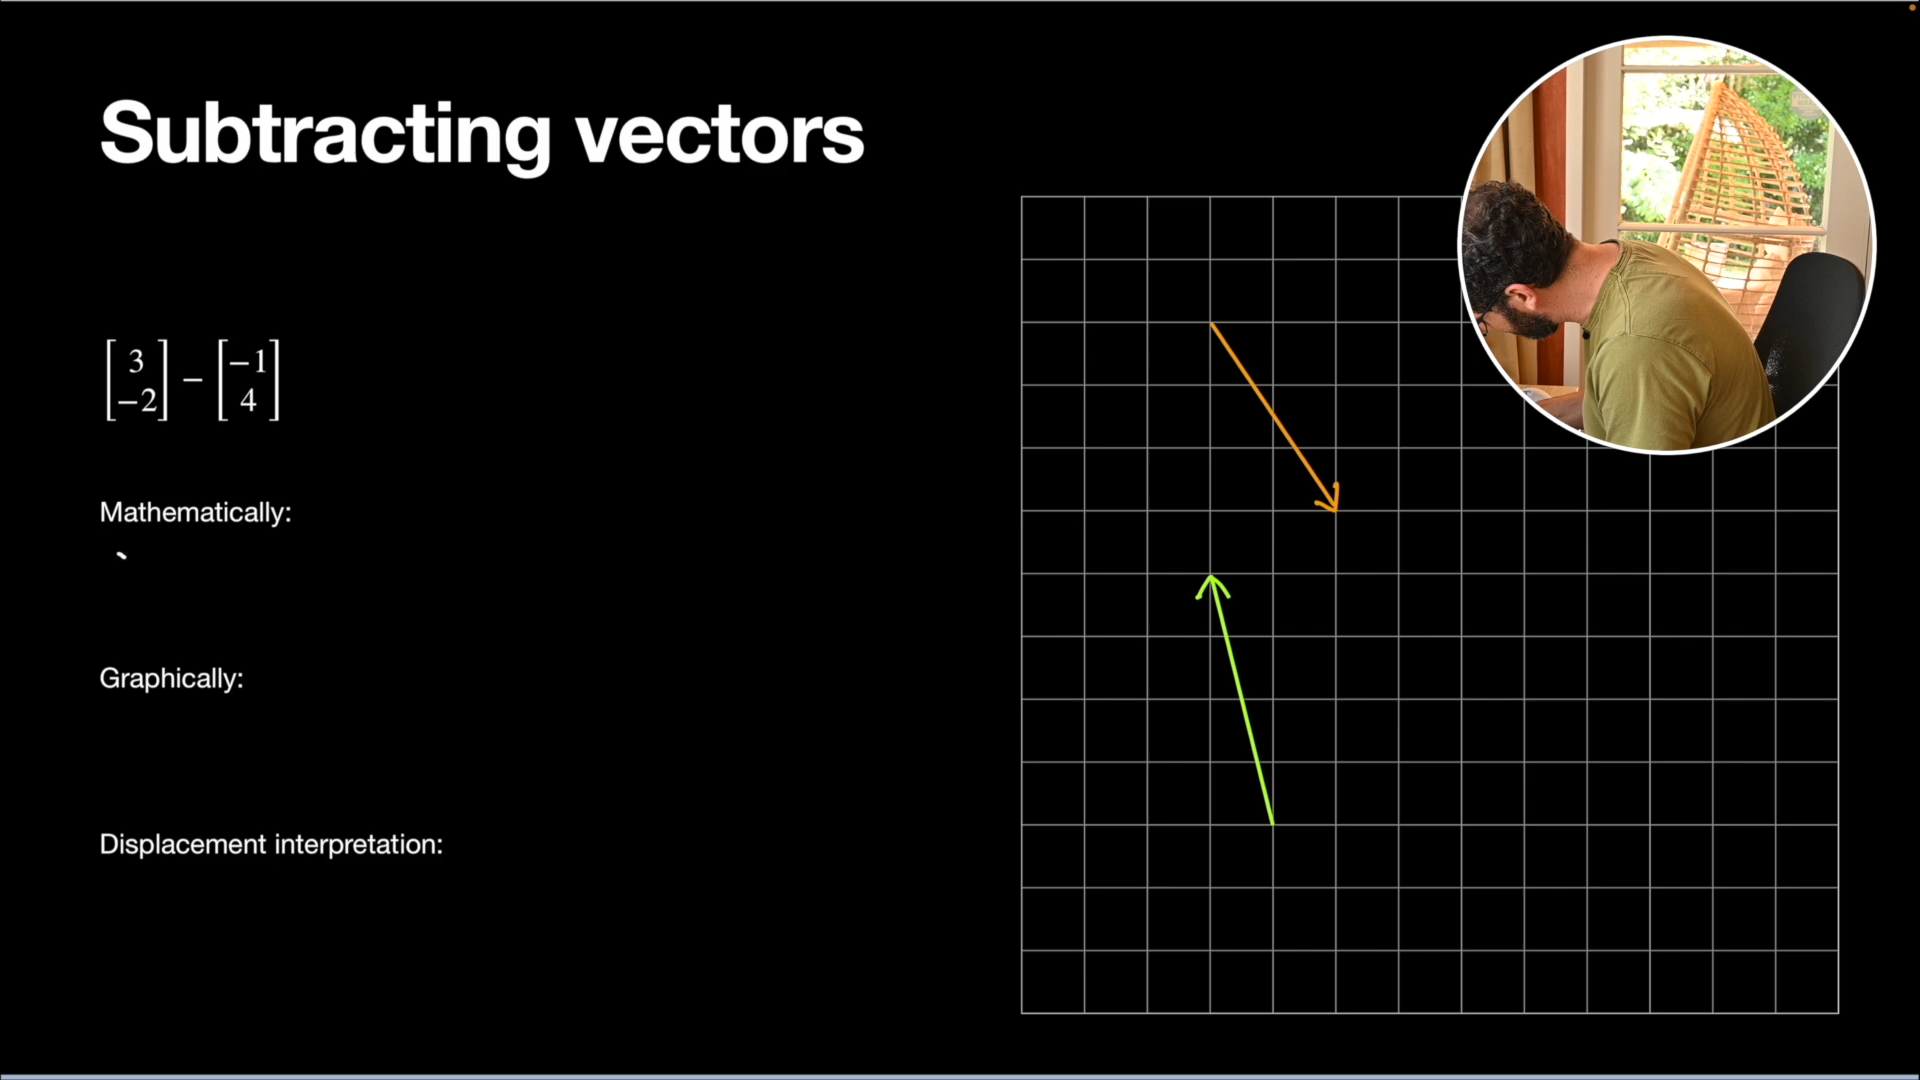 Subtracting vectors
[3 −2] − [−1 4]
Mathematically:
Graphically:
Displacement interpretation: